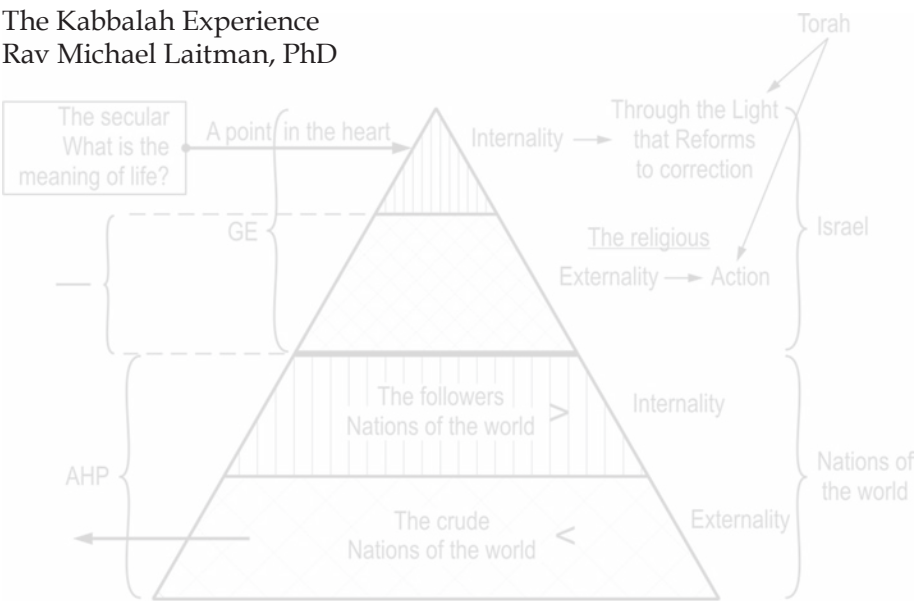 The Kabbalah Experience
Rav Michael Laitman, PhD
Torah
The secular
What is the
meaning of life?
A point in the heart
Internality
Through the Light
that Reforms
to correction
GE
Israel
The religious
Externality
Action
The followers
Nations of the world >
Internality
AHP
Nations of
the world
The crude
Nations of the world <
Externality